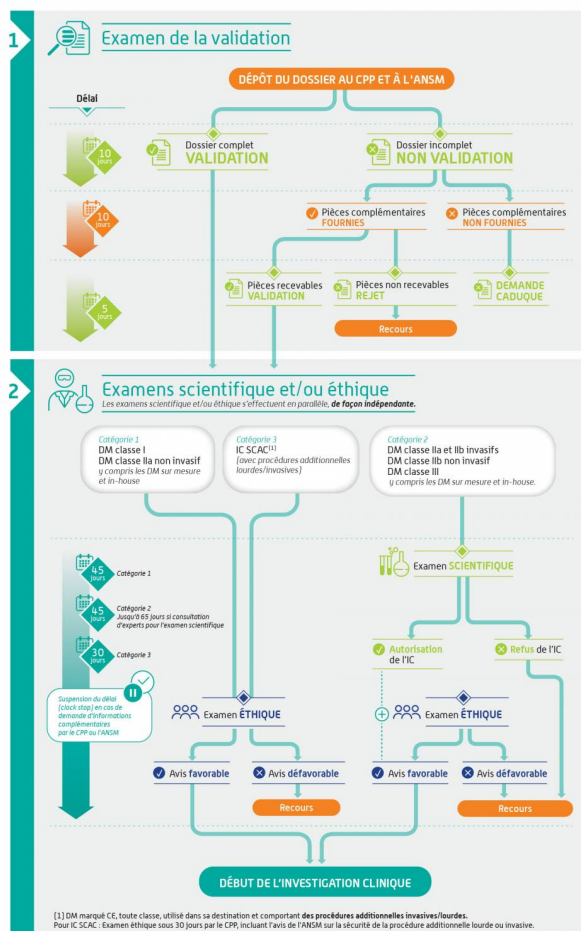 1
Examen de la validation
DÉPÔT DU DOSSIER AU CPP ET À L'ANSM
Délai
10
jours
Dossier complet
VALIDATION
Dossier incomplet
NON VALIDATION
10
jours
Pièces complémentaires
FOURNIES
Pièces complémentaires
NON FOURNIES
5
jours
Pièces recevables
VALIDATION
Pièces non recevables
REJET
DEMANDE
CADUQUE
Recours
2
Examens scientifique et/ou éthique
Les examens scientifique et/ou éthique s'effectuent en parallèle, de façon indépendante.
Catégorie 1
DM classe I
DM classe IIa non invasif
y compris les DM sur mesure
et in-house
Catégorie 3
IC SCAC[1]
(avec procédures additionnelles
lourdes/invasives)
Catégorie 2
DM classe IIa et IIb invasifs
DM classe IIb non invasif
DM classe III
y compris les DM sur mesure et in-house.
Examen SCIENTIFIQUE
45
jours
Catégorie 1
45
jours
Catégorie 2
Jusqu'à 65 jours si consultation
d'experts pour l'examen scientifique
30
jours
Catégorie 3
Autorisation
de l'IC
Refus de l'IC
Suspension du délai
(clock stop) en cas de
demande d'informations
complémentaires
par le CPP ou l'ANSM
Examen ÉTHIQUE
Examen ÉTHIQUE
Avis favorable
Avis défavorable
Avis favorable
Avis défavorable
Recours
Recours
DÉBUT DE L'INVESTIGATION CLINIQUE
[1] DM marqué CE, toute classe, utilisé dans sa destination et comportant des procédures additionnelles invasives/lourdes.
Pour IC SCAC : Examen éthique sous 30 jours par le CPP, incluant l'avis de l'ANSM sur la sécurité de la procédure additionnelle lourde ou invasive.